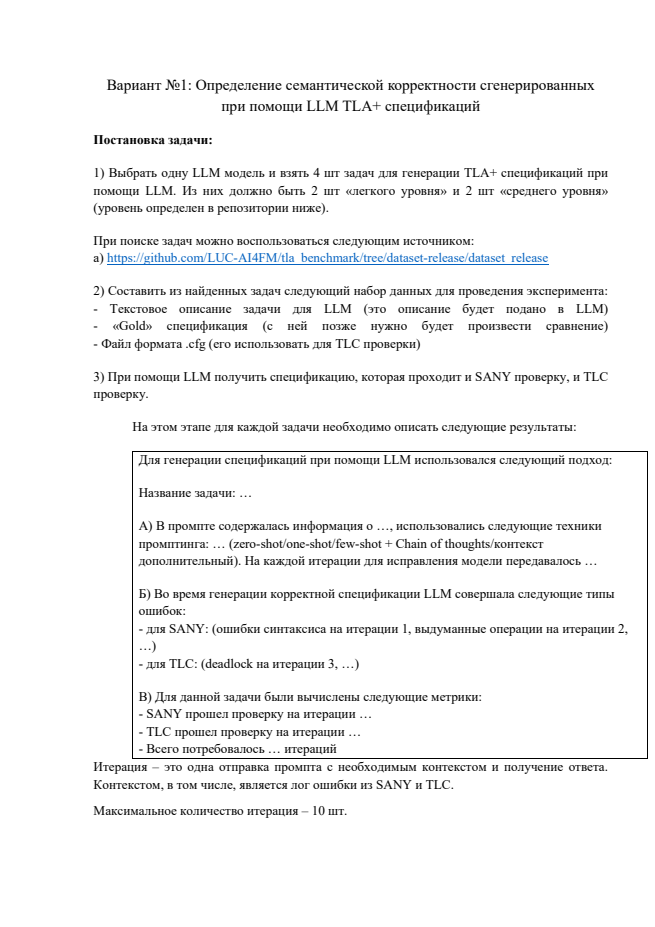 Вариант №1: Определение семантической корректности сгенерированных
при помощи LLM TLA+ спецификаций
Постановка задачи:
1) Выбрать одну LLM модель и взять 4 шт задач для генерации TLA+ спецификаций при
помощи LLM. Из них должно быть 2 шт «легкого уровня» и 2 шт «среднего уровня»
(уровень определен в репозитории ниже).
При поиске задач можно воспользоваться следующим источником:
а) https://github.com/LUC-AI4FM/tla_benchmark/tree/dataset-release/dataset_release
2) Составить из найденных задач следующий набор данных для проведения эксперимента:
- Текстовое описание задачи для LLM (это описание будет подано в LLM)
- «Gold» спецификация (с ней позже нужно будет произвести сравнение)
- Файл формата .cfg (его использовать для TLC проверки)
3) При помощи LLM получить спецификацию, которая проходит и SANY проверку, и TLC
проверку.
На этом этапе для каждой задачи необходимо описать следующие результаты:
Для генерации спецификаций при помощи LLM использовался следующий подход:
Название задачи: …
А) В промпте содержалась информация о …, использовались следующие техники
промптинга: … (zero-shot/one-shot/few-shot + Chain of thoughts/контекст
дополнительный). На каждой итерации для исправления модели передавалось …
Б) Во время генерации корректной спецификации LLM совершала следующие типы
ошибок:
- для SANY: (ошибки синтаксиса на итерации 1, выдуманные операции на итерации 2,
…)
- для TLC: (deadlock на итерации 3, …)
В) Для данной задачи были вычислены следующие метрики:
- SANY прошел проверку на итерации …
- TLC прошел проверку на итерации …
- Всего потребовалось … итераций
Итерация – это одна отправка промпта с необходимым контекстом и получение ответа.
Контекстом, в том числе, является лог ошибки из SANY и TLC.
Максимальное количество итерация – 10 шт.